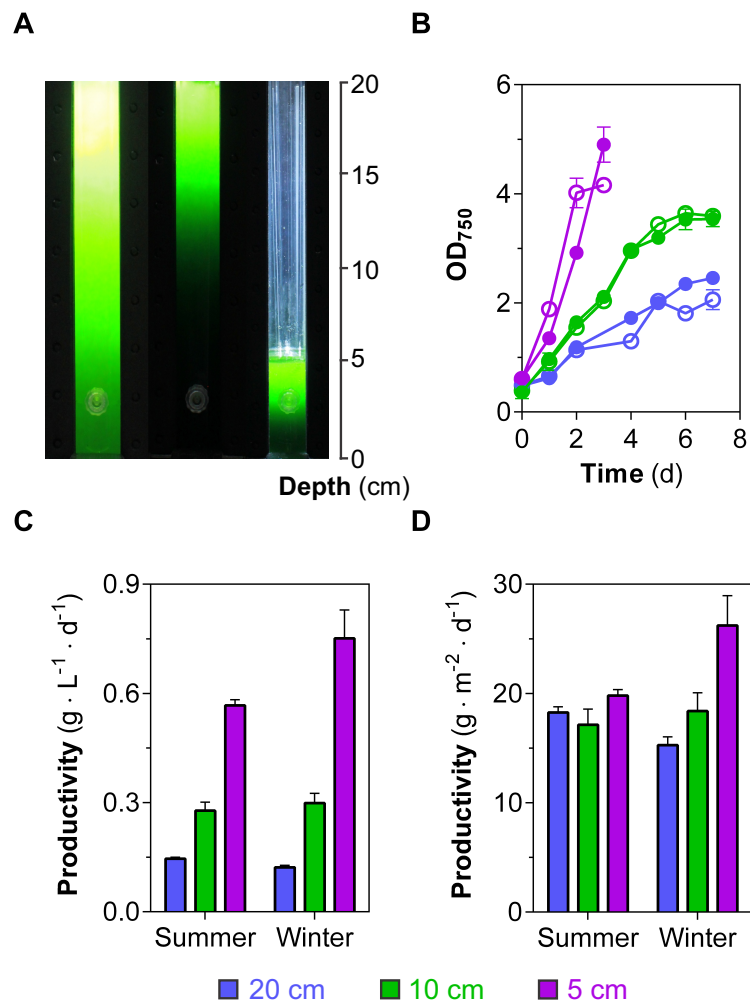 A
B
20
15
10
5
0
Depth (cm)
OD750
6
4
2
0
0 2 4 6 8
Time (d)
C
D
Productivity (g · L-1 · d-1)
0.9
0.6
0.3
0.0
Summer Winter
Productivity (g · m-2 · d-1)
30
20
10
0
Summer Winter
20 cm 10 cm 5 cm